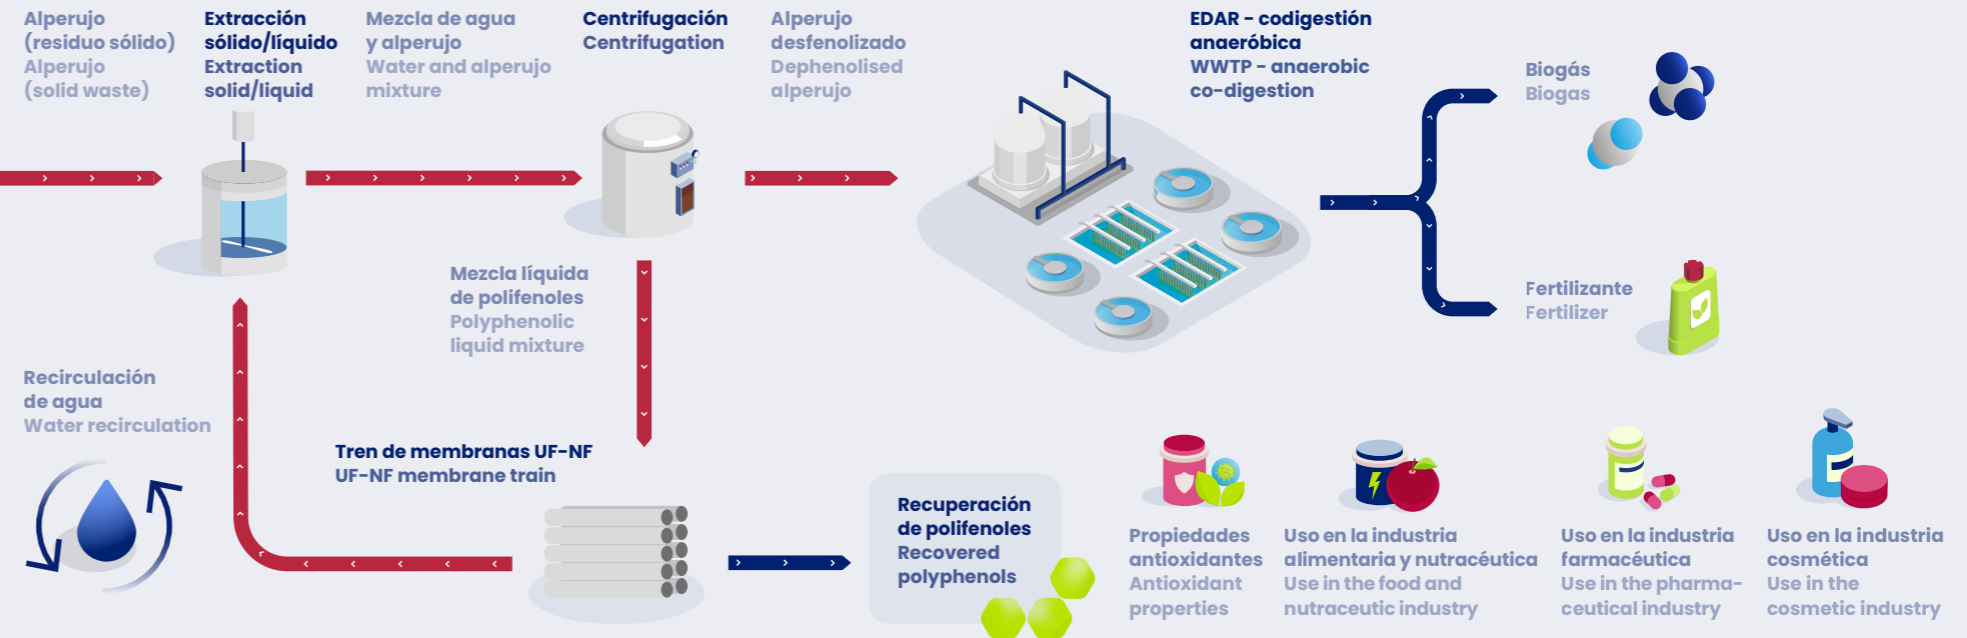 Alperujo
(residuo sólido)
Alperujo
(solid waste)
Extracción
sólido/líquido
Extraction
solid/liquid
Mezcla de agua
y alperujo
Water and alperujo
mixture
Centrifugación
Centrifugation
Alperujo
desfenolizado
Dephenolised
alperujo
EDAR - codigestión
anaeróbica
WWTP - anaerobic
co-digestion
Biogás
Biogas
Fertilizante
Fertilizer
Mezcla líquida
de polifenoles
Polyphenolic
liquid mixture
Recirculación
de agua
Water recirculation
Tren de membranas UF-NF
UF-NF membrane train
Recuperación
de polifenoles
Recovered
polyphenols
Propiedades
antioxidantes
Antioxidant
properties
Uso en la industria
alimentaria y nutracéutica
Use in the food and
nutraceutic industry
Uso en la industria
farmacéutica
Use in the pharma-
ceutical industry
Uso en la industria
cosmética
Use in the
cosmetic industry